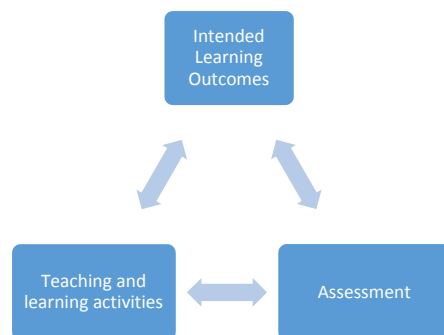 Intended
Learning
Outcomes
Teaching and
learning activities
Assessment